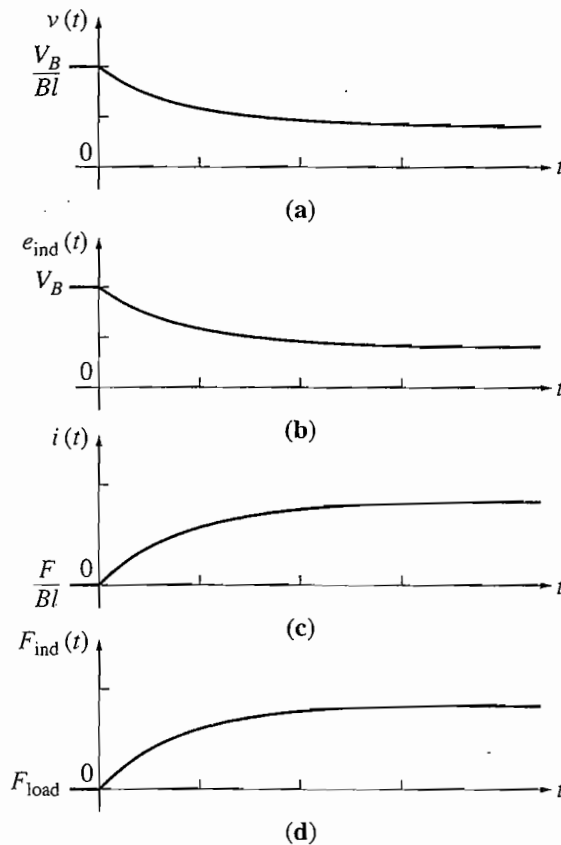 v (t)
V_B
Bl
0
t
(a)
e_ind (t)
V_B
0
t
(b)
i (t)
0
F
Bl
t
(c)
F_ind (t)
0
F_load
t
(d)